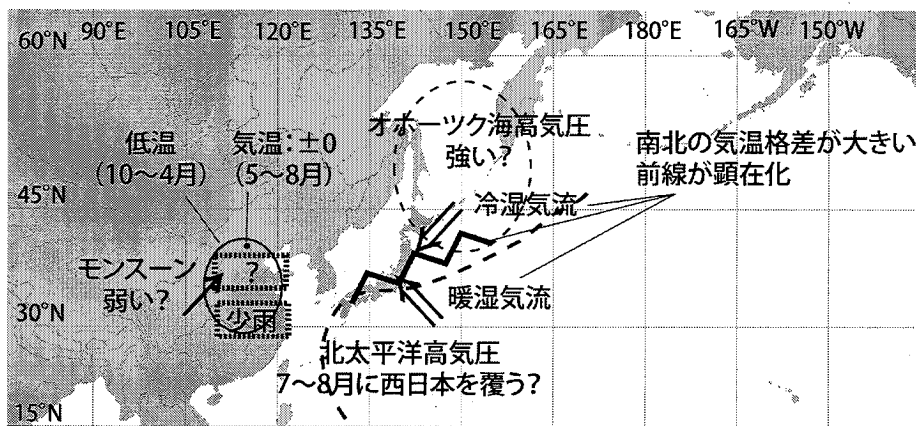 60°N 90°E 105°E 120°E 135°E 150°E 180°E 165°W 150°W
オホーツク海高気圧
強い?
低温
(10~4月)
気温:±0
(5~8月)
南北の気温格差が大きい
前線が顕在化
45°N
冷湿気流
モンスーン
弱い?
?
少雨
暖湿気流
30°N
北太平洋高気圧
7~8月に西日本を覆う?
15°N